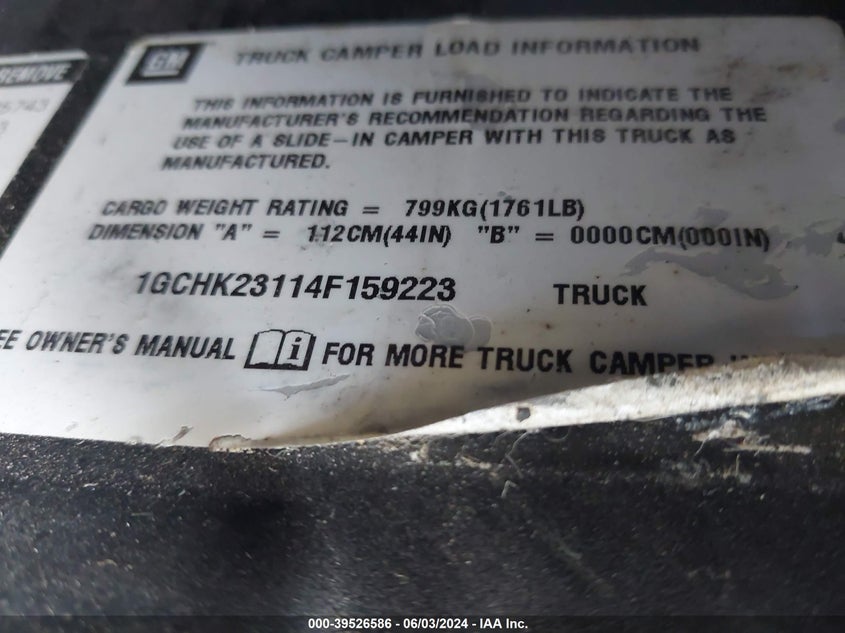 REMOVE
GM
TRUCK CAMPER LOAD INFORMATION
THIS INFORMATION IS FURNISHED TO INDICATE THE
MANUFACTURER'S RECOMMENDATION REGARDING THE
USE OF A SLIDE-IN CAMPER WITH THIS TRUCK AS
MANUFACTURED.
CARGO WEIGHT RATING = 799KG(1761LB)
DIMENSION "A" = 112CM(44IN) "B" = 0000CM(000IN)
1GCHK23114F159223 TRUCK
EE OWNER'S MANUAL i FOR MORE TRUCK CAMPER
000-39526586 - 06/03/2024 - IAA Inc.